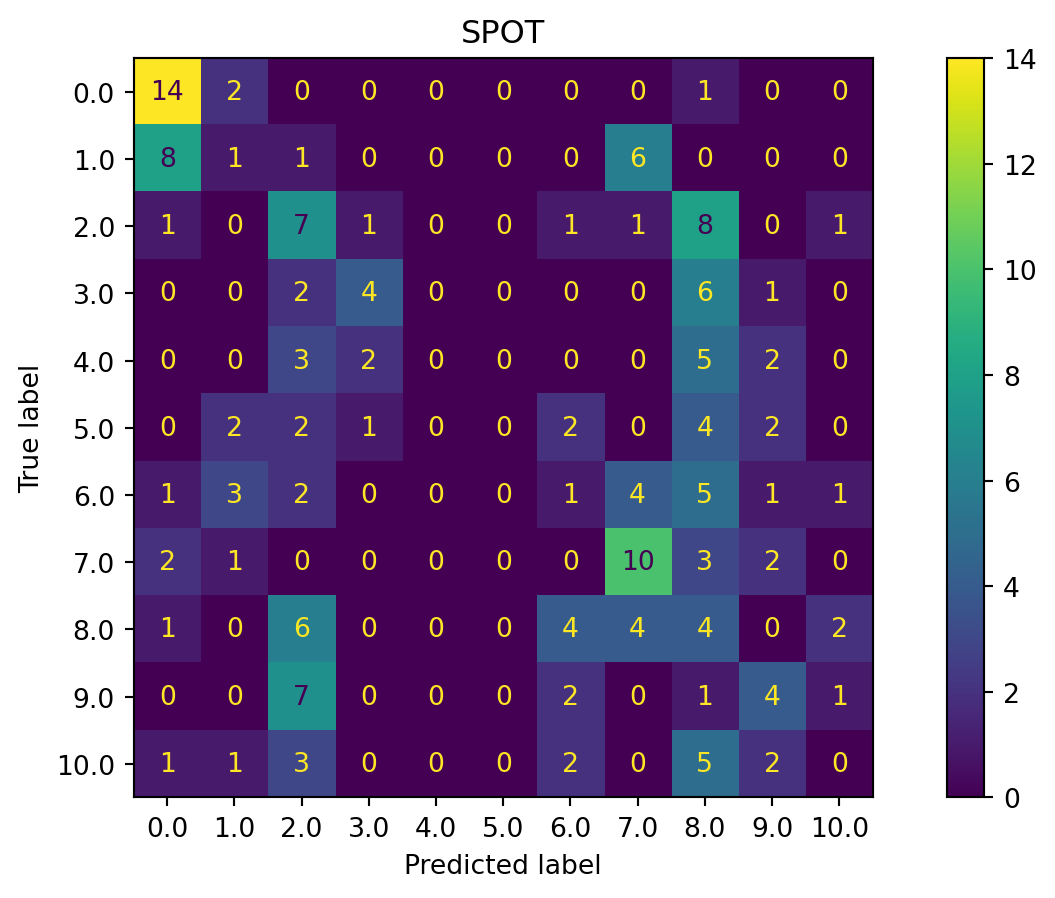 SPOT
14
0.0 14 2 0 0 0 0 0 0 1 0 0
1.0 8 1 1 0 0 0 0 6 0 0 0
12
2.0 1 0 7 1 0 0 1 1 8 0 1
10
3.0 0 0 2 4 0 0 0 0 6 1 0
4.0 0 0 3 2 0 0 0 0 5 2 0
8
True label
5.0 0 2 2 1 0 0 2 0 4 2 0
6.0 1 3 2 0 0 0 1 4 5 1 1
6
7.0 2 1 0 0 0 0 0 10 3 2 0
4
8.0 1 0 6 0 0 0 4 4 4 0 2
9.0 0 0 7 0 0 0 2 0 1 4 1
2
10.0 1 1 3 0 0 0 2 0 5 2 0
0
0.0 1.0 2.0 3.0 4.0 5.0 6.0 7.0 8.0 9.0 10.0
Predicted label